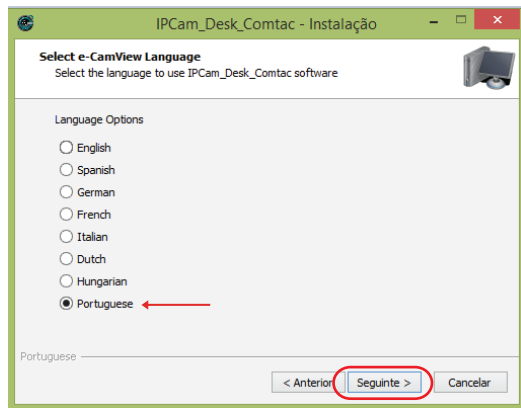 IPCam_Desk_Comtac - Instalação
Select e-CamView Language
Select the language to use IPCam_Desk_Comtac software
Language Options
English
Spanish
German
French
Italian
Dutch
Hungarian
Portuguese
Portuguese
< Anterior Seguinte > Cancelar